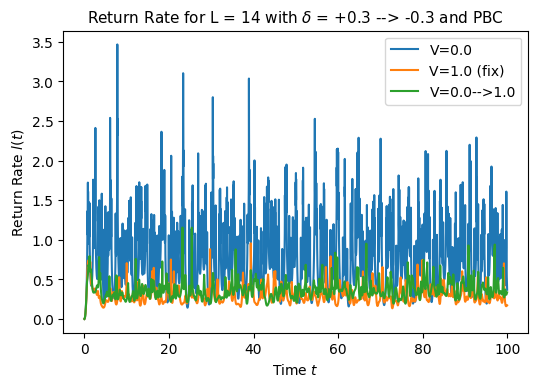 Return Rate for L = 14 with δ = +0.3 --> -0.3 and PBC
Return Rate l(t)
3.5
3.0
2.5
2.0
1.5
1.0
0.5
0.0
V=0.0
V=1.0 (fix)
V=0.0-->1.0
0 20 40 60 80 100
Time t